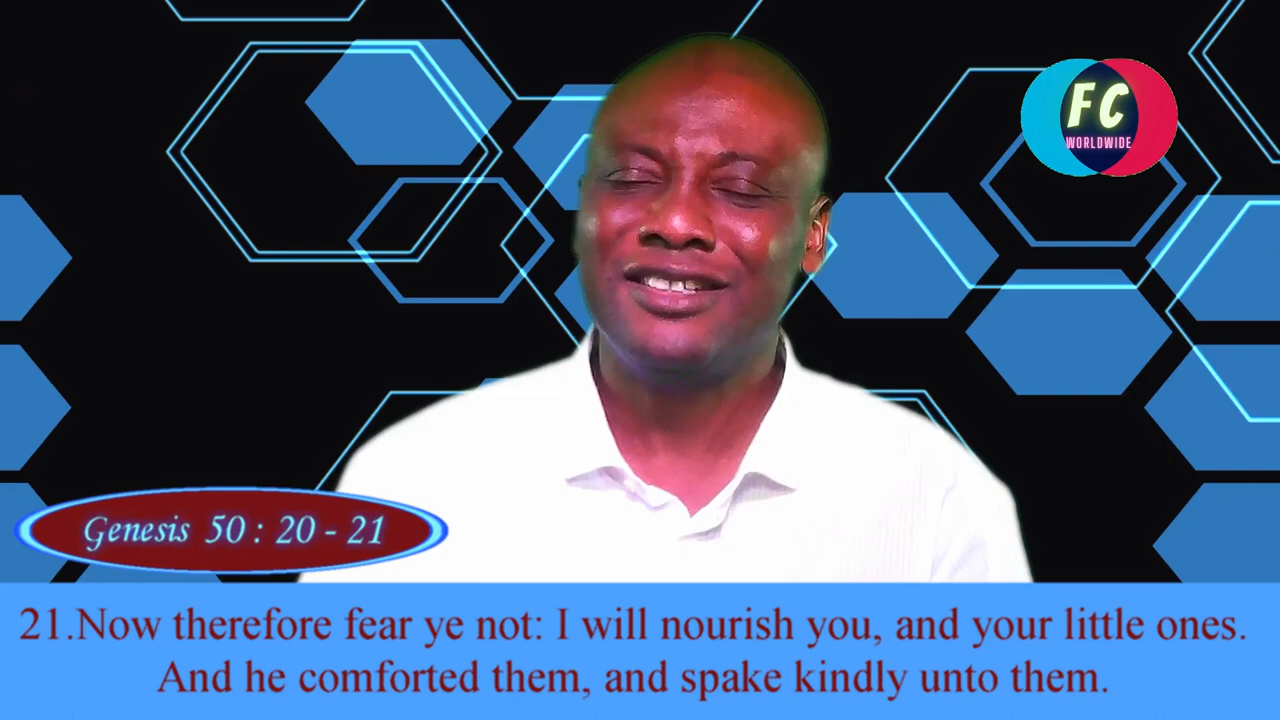 FC
WORLDWIDE
Genesis 50 : 20 - 21
21.Now therefore fear ye not: I will nourish you, and your little ones.
And he comforted them, and spake kindly unto them.